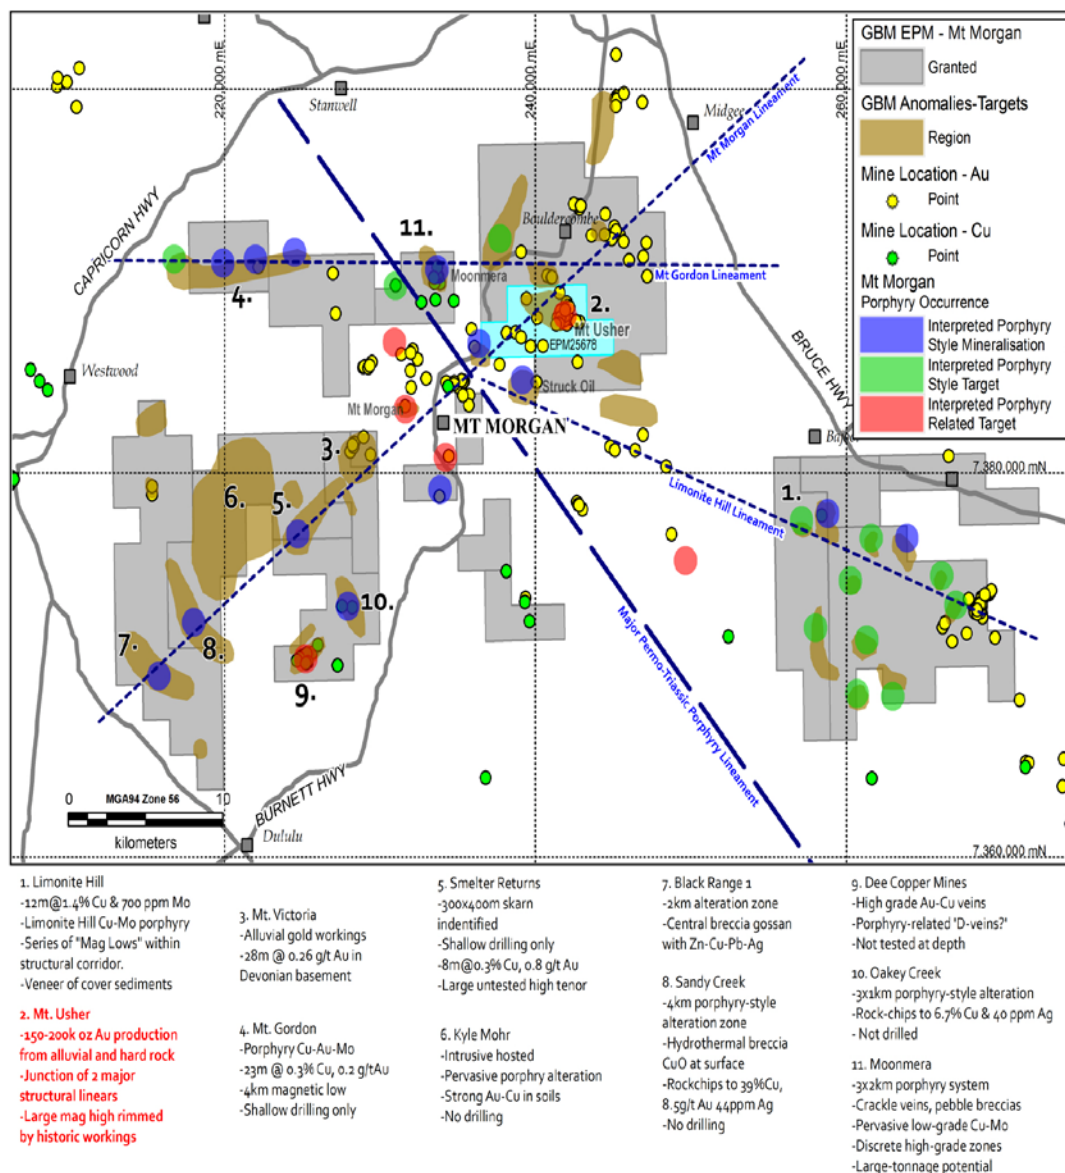 220,000 mE
240,000 mE
260,000 mE
Stanwell
Midgee
Mt Morgan Lineament
CAPRICORN HWY
Bouldercombe
11.
Moonmera
Mt Gordon Lineament
4.
2.
Mt Usher
EPM25678
BRUCE HWY
Westwood
Struck Oil
Mt Morgan
MT MORGAN
3.
7,360,000 mN
6.
5.
1.
Limonite Hill Lineament
10.
7.
8.
9.
Major Permo-Triassic Porphyry Lineament
0
MGA94 Zone 56
10
kilometers
BURNETT HWY
Dululu
7,360,000 mN
GBM EPM - Mt Morgan
Granted
GBM Anomalies-Targets
Region
Mine Location - Au
Point
Mine Location - Cu
Point
Mt Morgan
Porphyry Occurrence
Interpreted Porphyry
Style Mineralisation
Interpreted Porphyry
Style Target
Interpreted Porphyry
Related Target
1. Limonite Hill
-12m@1.4% Cu & 700 ppm Mo
-Limonite Hill Cu-Mo porphyry
-Series of "Mag Lows" within
structural corridor.
-Veneer of cover sediments
2. Mt. Usher
-150-200k oz Au production
from alluvial and hard rock
-Junction of 2 major
structural linears
-Large mag high rimmed
by historic workings
3. Mt. Victoria
-Alluvial gold workings
-28m @ 0.26 g/t Au in
Devonian basement
4. Mt. Gordon
-Porphyry Cu-Au-Mo
-23m @ 0.3% Cu, 0.2 g/tAu
-4km magnetic low
-Shallow drilling only
5. Smelter Returns
-300x400m skarn
indentified
-Shallow drilling only
-8m@0.3% Cu, 0.8 g/t Au
-Large untested high tenor
6. Kyle Mohr
-Intrusive hosted
-Pervasive porphry alteration
-Strong Au-Cu in soils
-No drilling
7. Black Range 1
-2km alteration zone
-Central breccia gossan
with Zn-Cu-Pb-Ag
8. Sandy Creek
-4km porphyry-style
alteration zone
-Hydrothermal breccia
CuO at surface
-Rockchips to 39%Cu,
8.5g/t Au 44ppm Ag
-No drilling
9. Dee Copper Mines
-High grade Au-Cu veins
-Porphyry-related "D-veins?"
-Not tested at depth
10. Oakey Creek
-3x1km porphyry-style alteration
-Rock-chips to 6.7% Cu & 40 ppm Ag
- Not drilled
11. Moonmera
-3x2km porphyry system
-Crackle veins, pebble breccias
-Pervasive low-grade Cu-Mo
-Discrete high-grade zones
-Large-tonnage potential